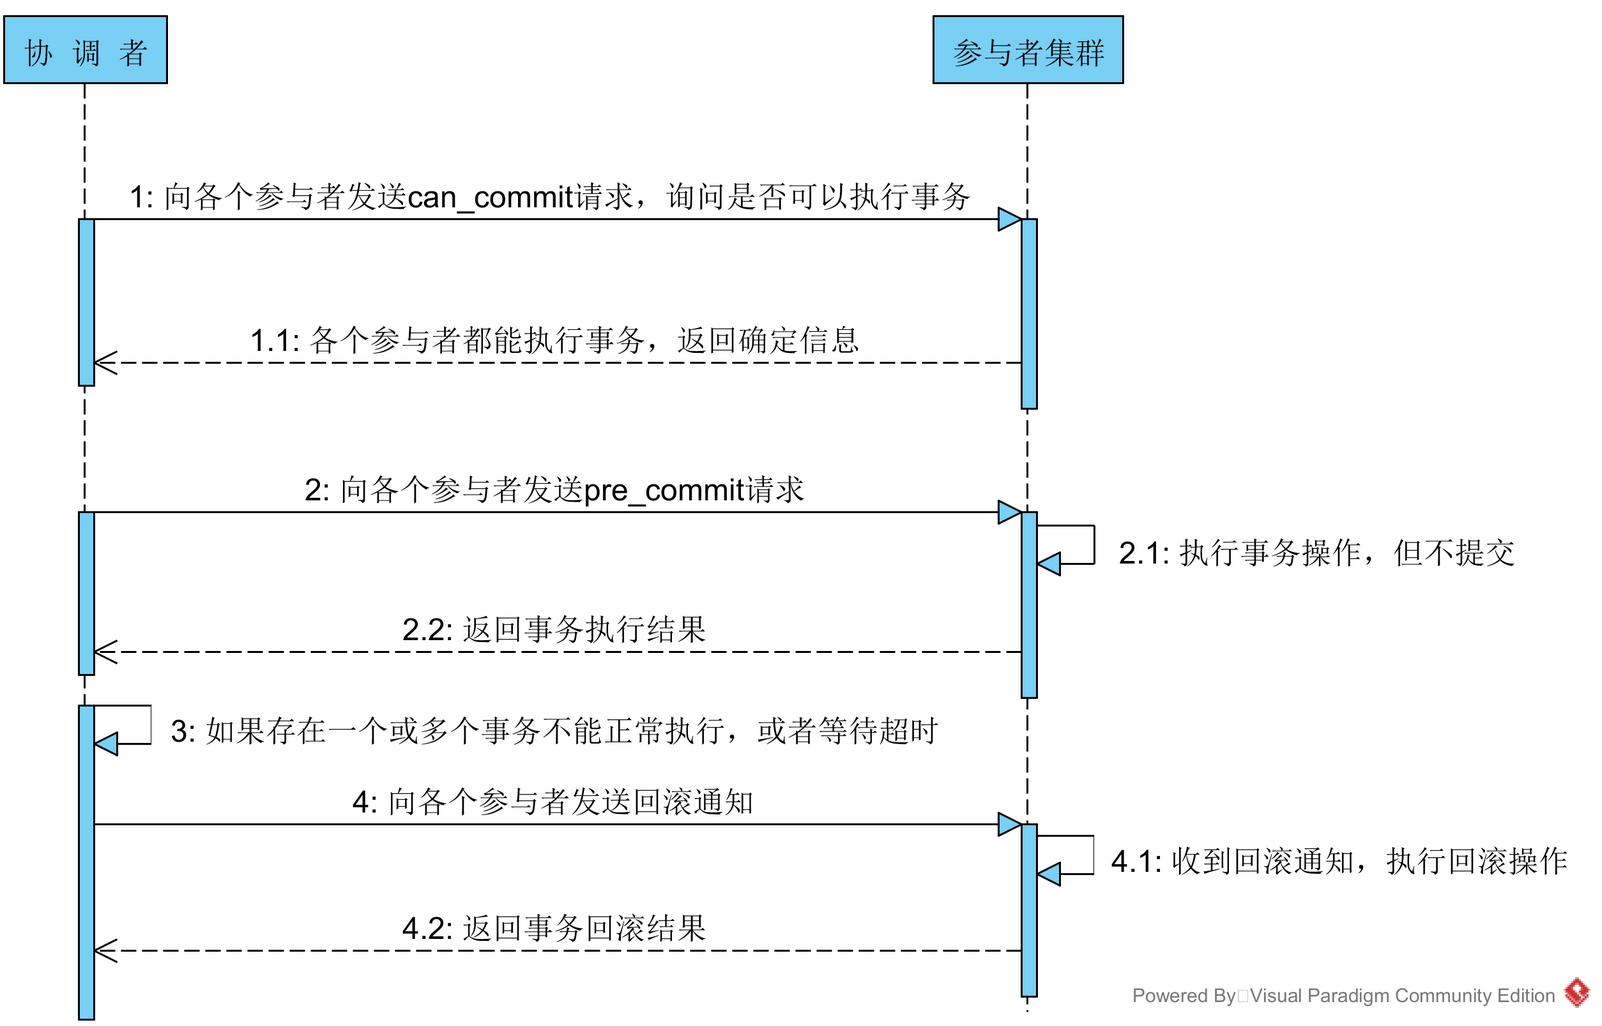 协 调 者
参与者集群
1: 向各个参与者发送can_commit请求，询问是否可以执行事务
1.1: 各个参与者都能执行事务，返回确定信息
2: 向各个参与者发送pre_commit请求
2.1: 执行事务操作，但不提交
2.2: 返回事务执行结果
3: 如果存在一个或多个事务不能正常执行，或者等待超时
4: 向各个参与者发送回滚通知
4.1: 收到回滚通知，执行回滚操作
4.2: 返回事务回滚结果
Powered By□Visual Paradigm Community Edition